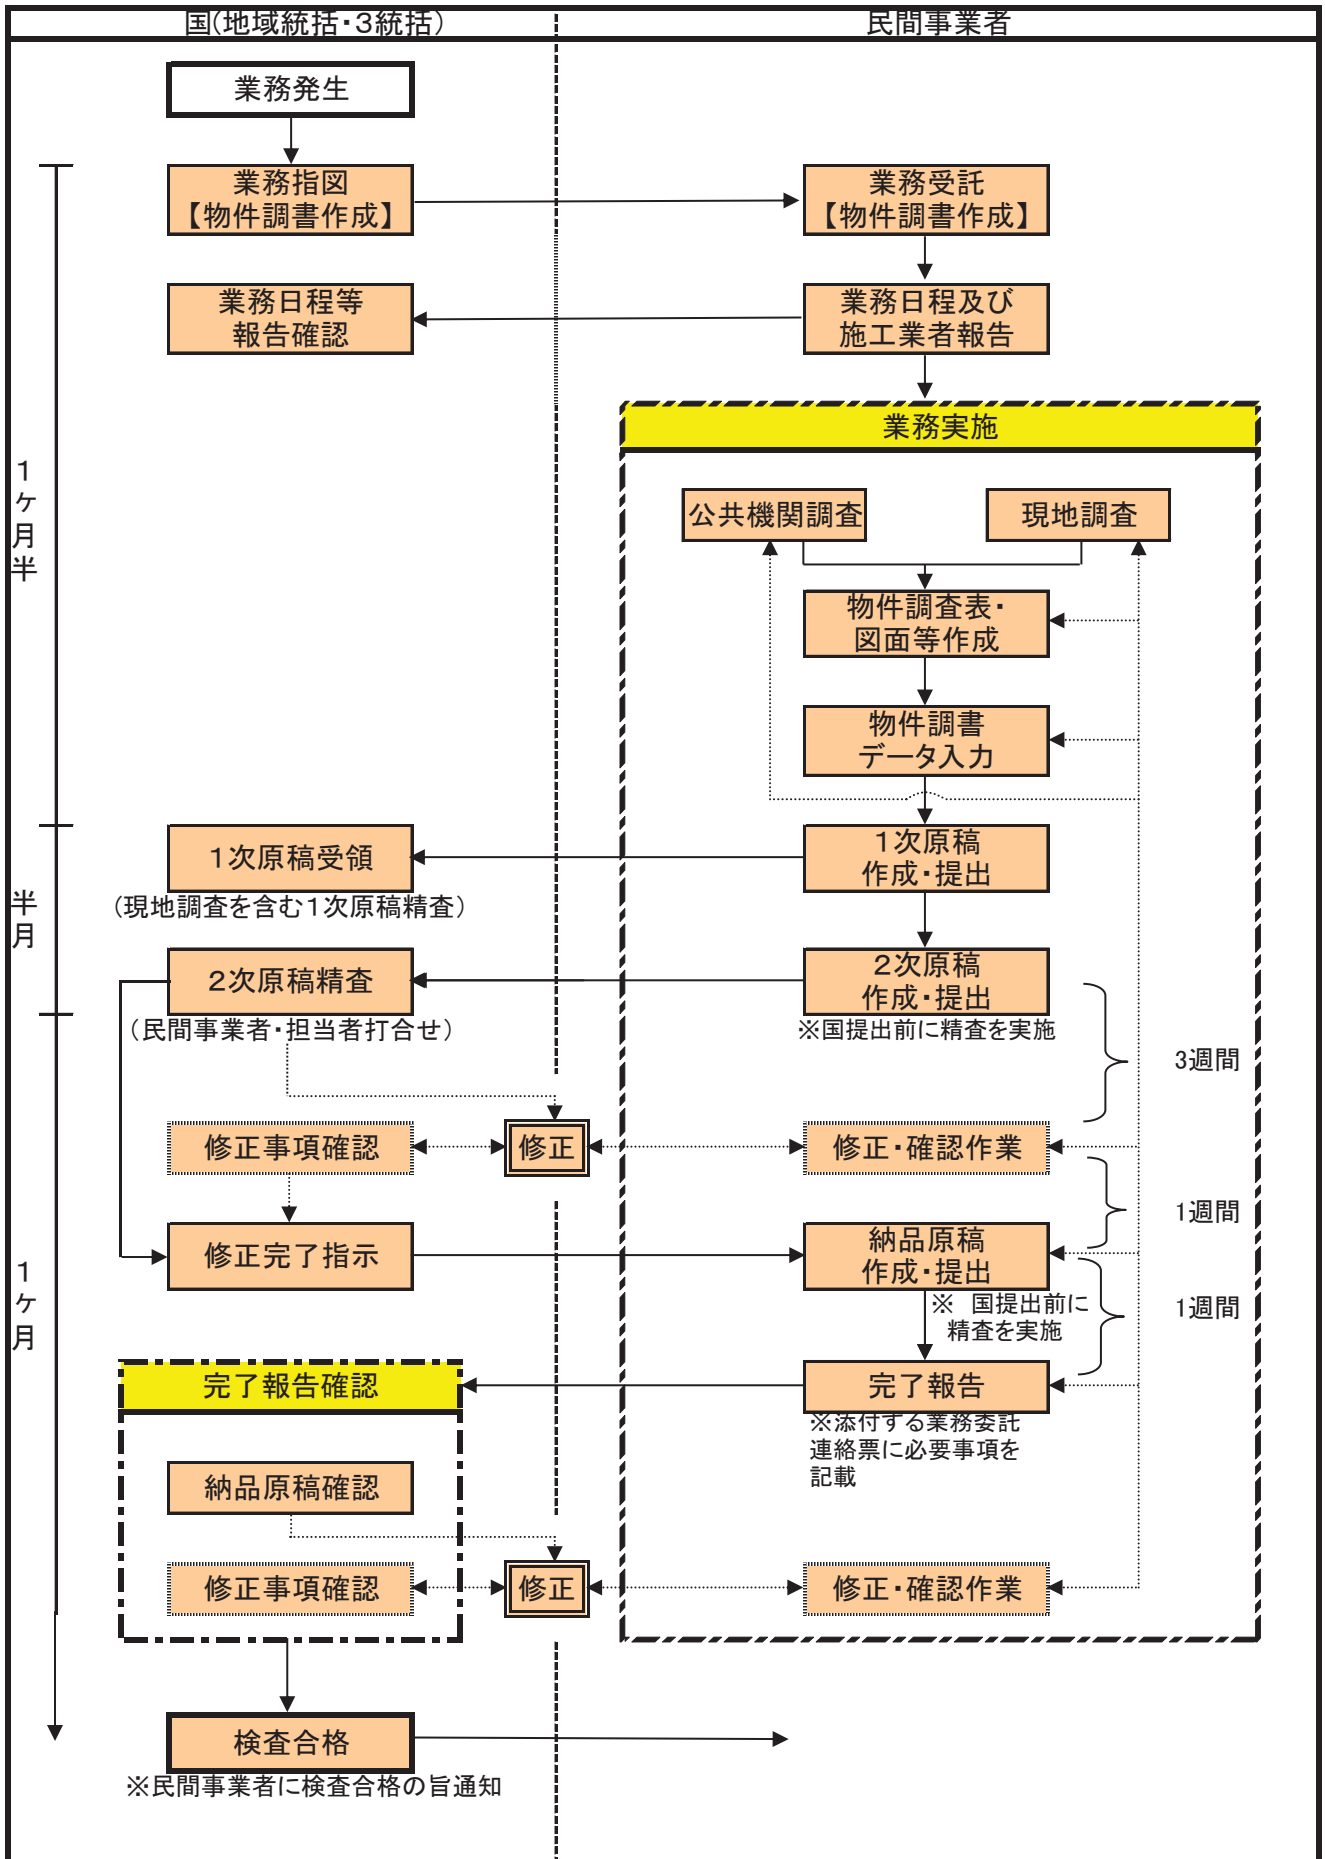 国(地域統括・3統括)
民間事業者
業務発生
業務指図
【物件調書作成】
業務受託
【物件調書作成】
業務日程等
報告確認
業務日程及び
施工業者報告
業務実施
1ヶ月半
公共機関調査
現地調査
物件調査表・
図面等作成
物件調書
データ入力
1次原稿受領
(現地調査を含む1次原稿精査)
1次原稿
作成・提出
半月
2次原稿精査
(民間事業者・担当者打合せ)
2次原稿
作成・提出
※国提出前に精査を実施
3週間
修正事項確認
修正
修正・確認作業
1週間
修正完了指示
納品原稿
作成・提出
※ 国提出前に
精査を実施
1週間
1ヶ月
完了報告確認
完了報告
※添付する業務委託
連絡票に必要事項を
記載
納品原稿確認
修正事項確認
修正
修正・確認作業
検査合格
※民間事業者に検査合格の旨通知